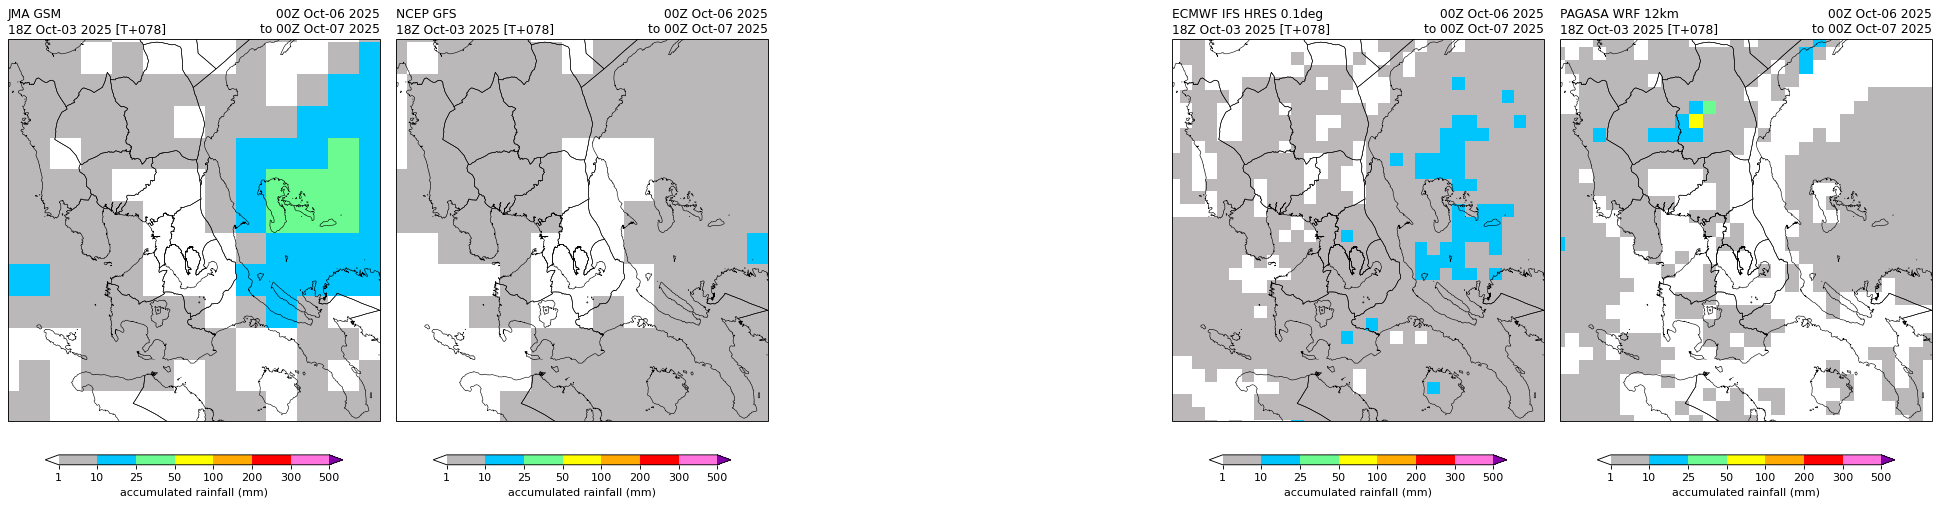 JMA GSM 00Z Oct-06 2025
18Z Oct-03 2025 [T+078] to 00Z Oct-07 2025
1 10 25 50 100 200 300 500
accumulated rainfall (mm)
NCEP GFS 00Z Oct-06 2025
18Z Oct-03 2025 [T+078] to 00Z Oct-07 2025
1 10 25 50 100 200 300 500
accumulated rainfall (mm)
ECMWF IFS HRES 0.1deg 00Z Oct-06 2025
18Z Oct-03 2025 [T+078] to 00Z Oct-07 2025
1 10 25 50 100 200 300 500
accumulated rainfall (mm)
PAGASA WRF 12km 00Z Oct-06 2025
18Z Oct-03 2025 [T+078] to 00Z Oct-07 2025
1 10 25 50 100 200 300 500
accumulated rainfall (mm)